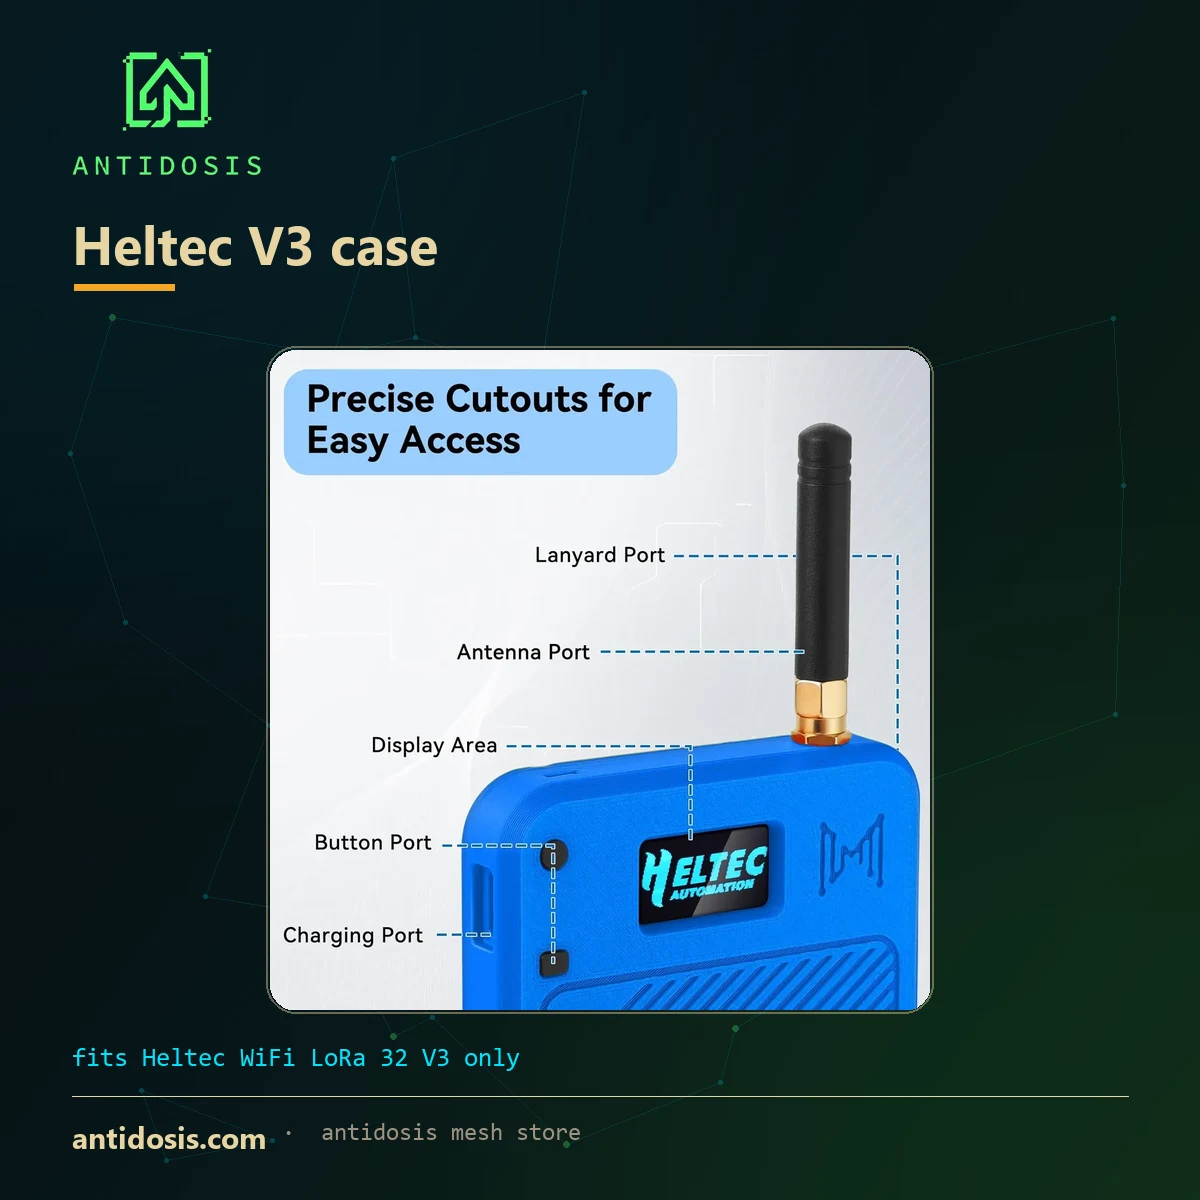 ANTIDOSIS
Heltec V3 case
Precise Cutouts for
Easy Access
Lanyard Port
Antenna Port
Display Area
HELTEC
AUTOMATION
Button Port
Charging Port
fits Heltec WiFi LoRa 32 V3 only
antidosis.com · antidosis mesh store